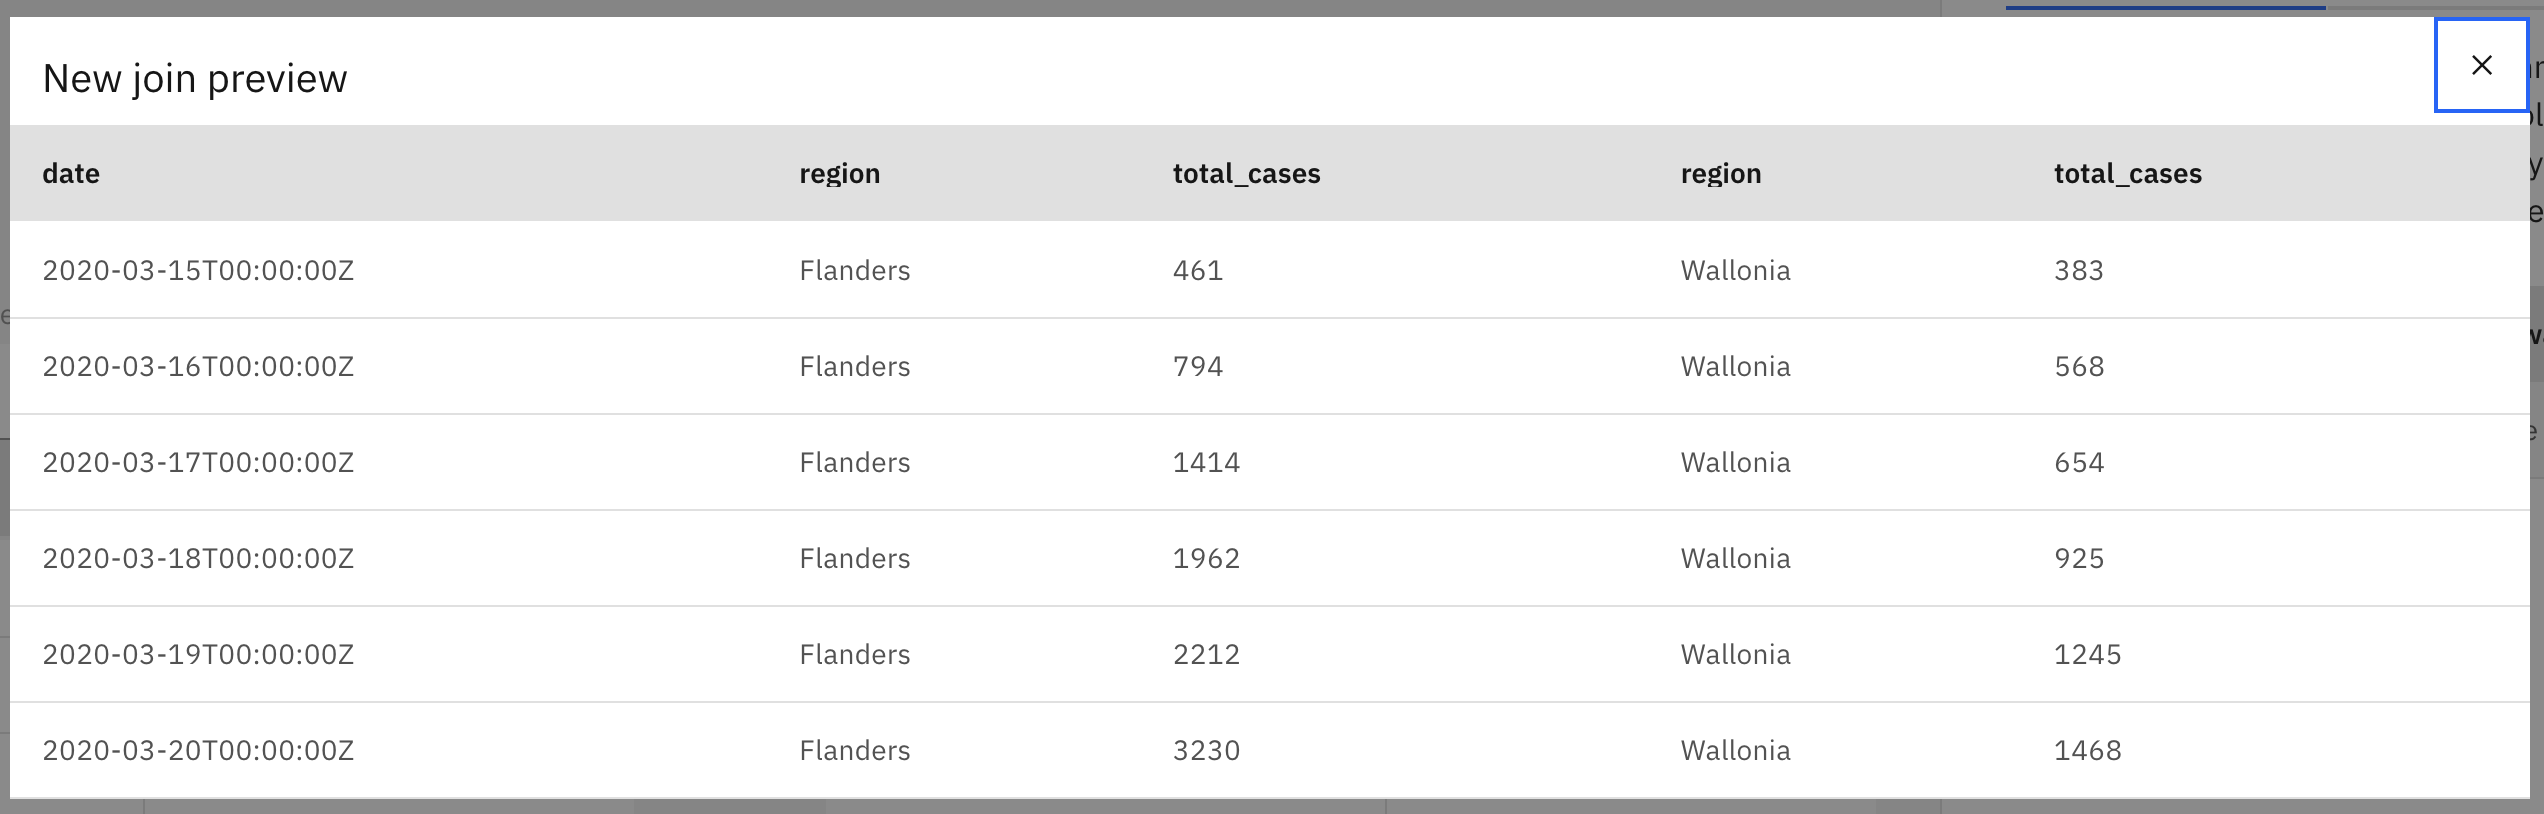 New join preview
date region total_cases region total_cases
2020-03-15T00:00:00Z Flanders 461 Wallonia 383
2020-03-16T00:00:00Z Flanders 794 Wallonia 568
2020-03-17T00:00:00Z Flanders 1414 Wallonia 654
2020-03-18T00:00:00Z Flanders 1962 Wallonia 925
2020-03-19T00:00:00Z Flanders 2212 Wallonia 1245
2020-03-20T00:00:00Z Flanders 3230 Wallonia 1468